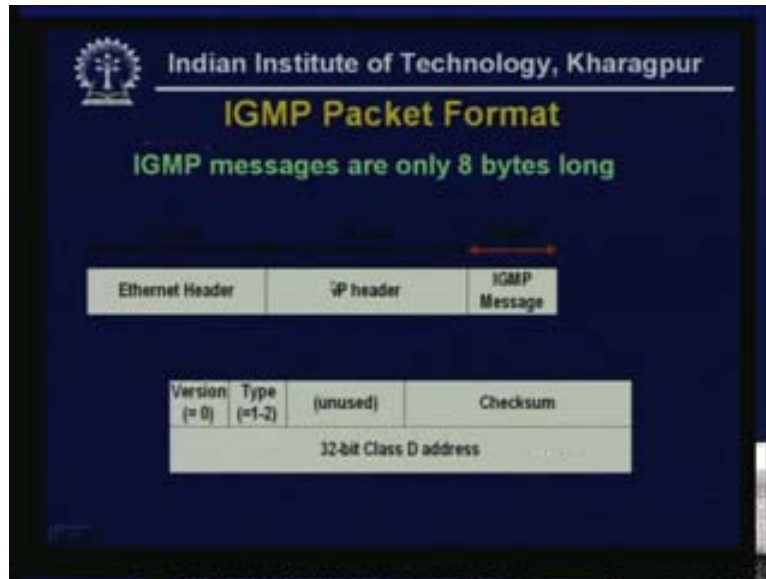 Indian Institute of Technology, Kharagpur
IGMP Packet Format
IGMP messages are only 8 bytes long
Ethernet Header IP header IGMP Message
Version (= 0) Type (=1-2) (unused) Checksum
32-bit Class D address